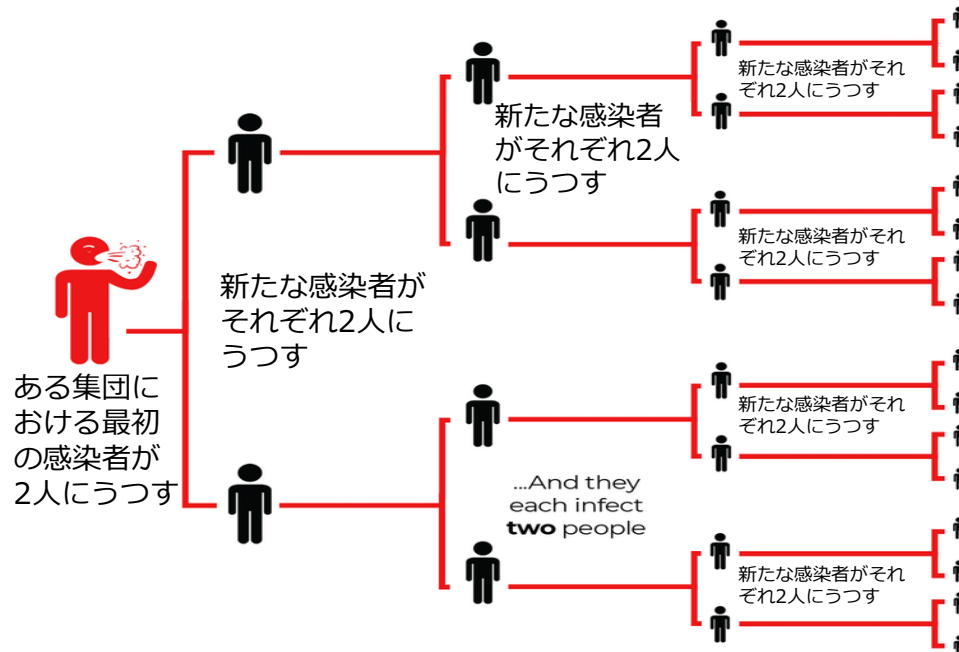 ある集団に
おける最初
の感染者が
2人にうつす
新たな感染者が
それぞれ2人に
うつす
新たな感染者
がそれぞれ2人
にうつす
...And they
each infect
two people
新たな感染者がそれ
ぞれ2人にうつす
新たな感染者がそれ
ぞれ2人にうつす
新たな感染者がそれ
ぞれ2人にうつす
新たな感染者がそれ
ぞれ2人にうつす